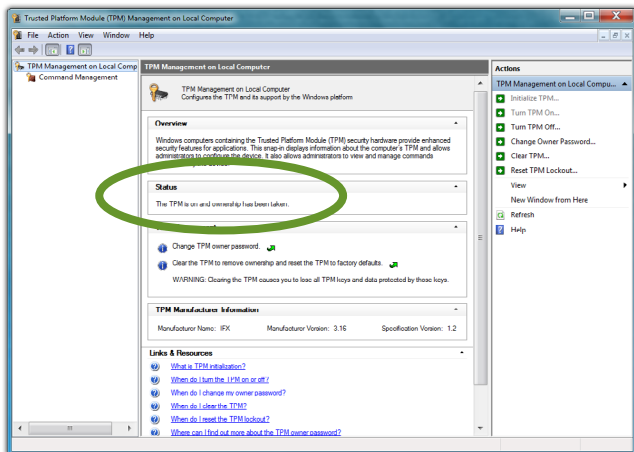 Trusted Platform Module (TPM) Management on Local Computer
File Action View Window Help
TPM Management on Local Comp
Command Management
TPM Management on Local Computer
TPM Management on Local Computer
Configures the TPM and its support by the Windows platform
Overview
Windows computers containing the Trusted Platform Module (TPM) security hardware provide enhanced
security features for applications. This snap-in displays information about the computer's TPM and allows
administrators to configure the device. It also allows administrators to view and manage commands
Status
The TPM is on and ownership has been taken.
Change TPM owner password.
Clear the TPM to remove ownership and reset the TPM to factory defaults.
WARNING: Clearing the TPM causes you to lose all TPM keys and data protected by those keys.
TPM Manufacturer Information
Manufacturer Name: IFX Manufacturer Version: 3.16 Specification Version: 1.2
Links & Resources
What is TPM initialization?
When do I turn the TPM on or off?
When do I change my owner password?
When do I clear the TPM?
When do I reset the TPM lockout?
Where can I find out more about the TPM owner password?
Actions
TPM Management on Local Compu...
Initialize TPM...
Turn TPM On...
Turn TPM Off...
Change Owner Password...
Clear TPM...
Reset TPM Lockout...
View
New Window from Here
Refresh
Help